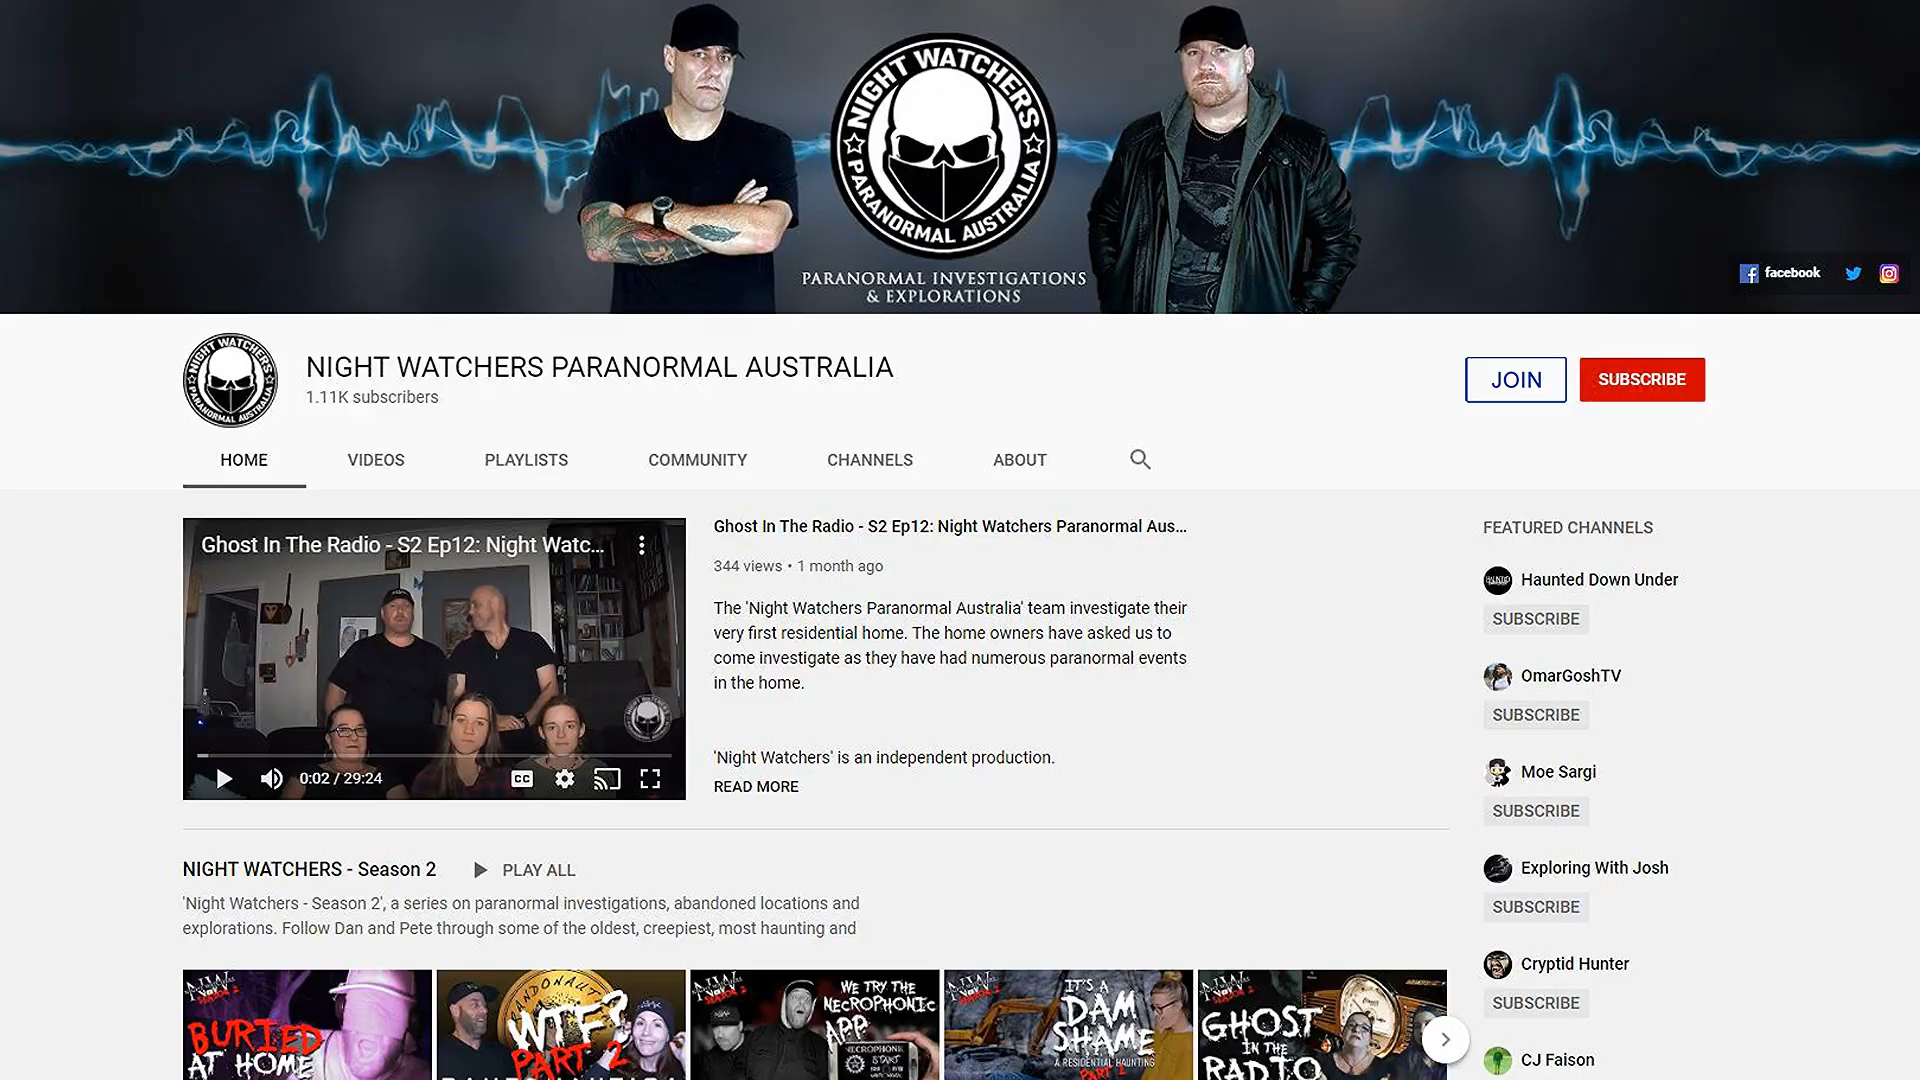 NIGHT WATCHERS
PARANORMAL AUSTRALIA
PARANORMAL INVESTIGATIONS
& EXPLORATIONS
facebook
NIGHT WATCHERS
PARANORMAL AUSTRALIA
NIGHT WATCHERS PARANORMAL AUSTRALIA
1.11K subscribers
JOIN
SUBSCRIBE
HOME
VIDEOS
PLAYLISTS
COMMUNITY
CHANNELS
ABOUT
Ghost In The Radio - S2 Ep12: Night Watc...
0:02 / 29:24
CC
Ghost In The Radio - S2 Ep12: Night Watchers Paranormal Aus...
344 views • 1 month ago
The 'Night Watchers Paranormal Australia' team investigate their
very first residential home. The home owners have asked us to
come investigate as they have had numerous paranormal events
in the home.
'Night Watchers' is an independent production.
READ MORE
FEATURED CHANNELS
Haunted Down Under
SUBSCRIBE
OmarGoshTV
SUBSCRIBE
Moe Sargi
SUBSCRIBE
Exploring With Josh
SUBSCRIBE
Cryptid Hunter
SUBSCRIBE
CJ Faison
NIGHT WATCHERS - Season 2
PLAY ALL
'Night Watchers - Season 2', a series on paranormal investigations, abandoned locations and
explorations. Follow Dan and Pete through some of the oldest, creepiest, most haunting and
BURIED
AT HOME
WTF?
PART 2
WE TRY THE
NECROPHONIC
APP
IT'S A
DAM
SHAME
A RESIDENTIAL HAUNTING
PART 1
GHOST
IN THE
RADIO